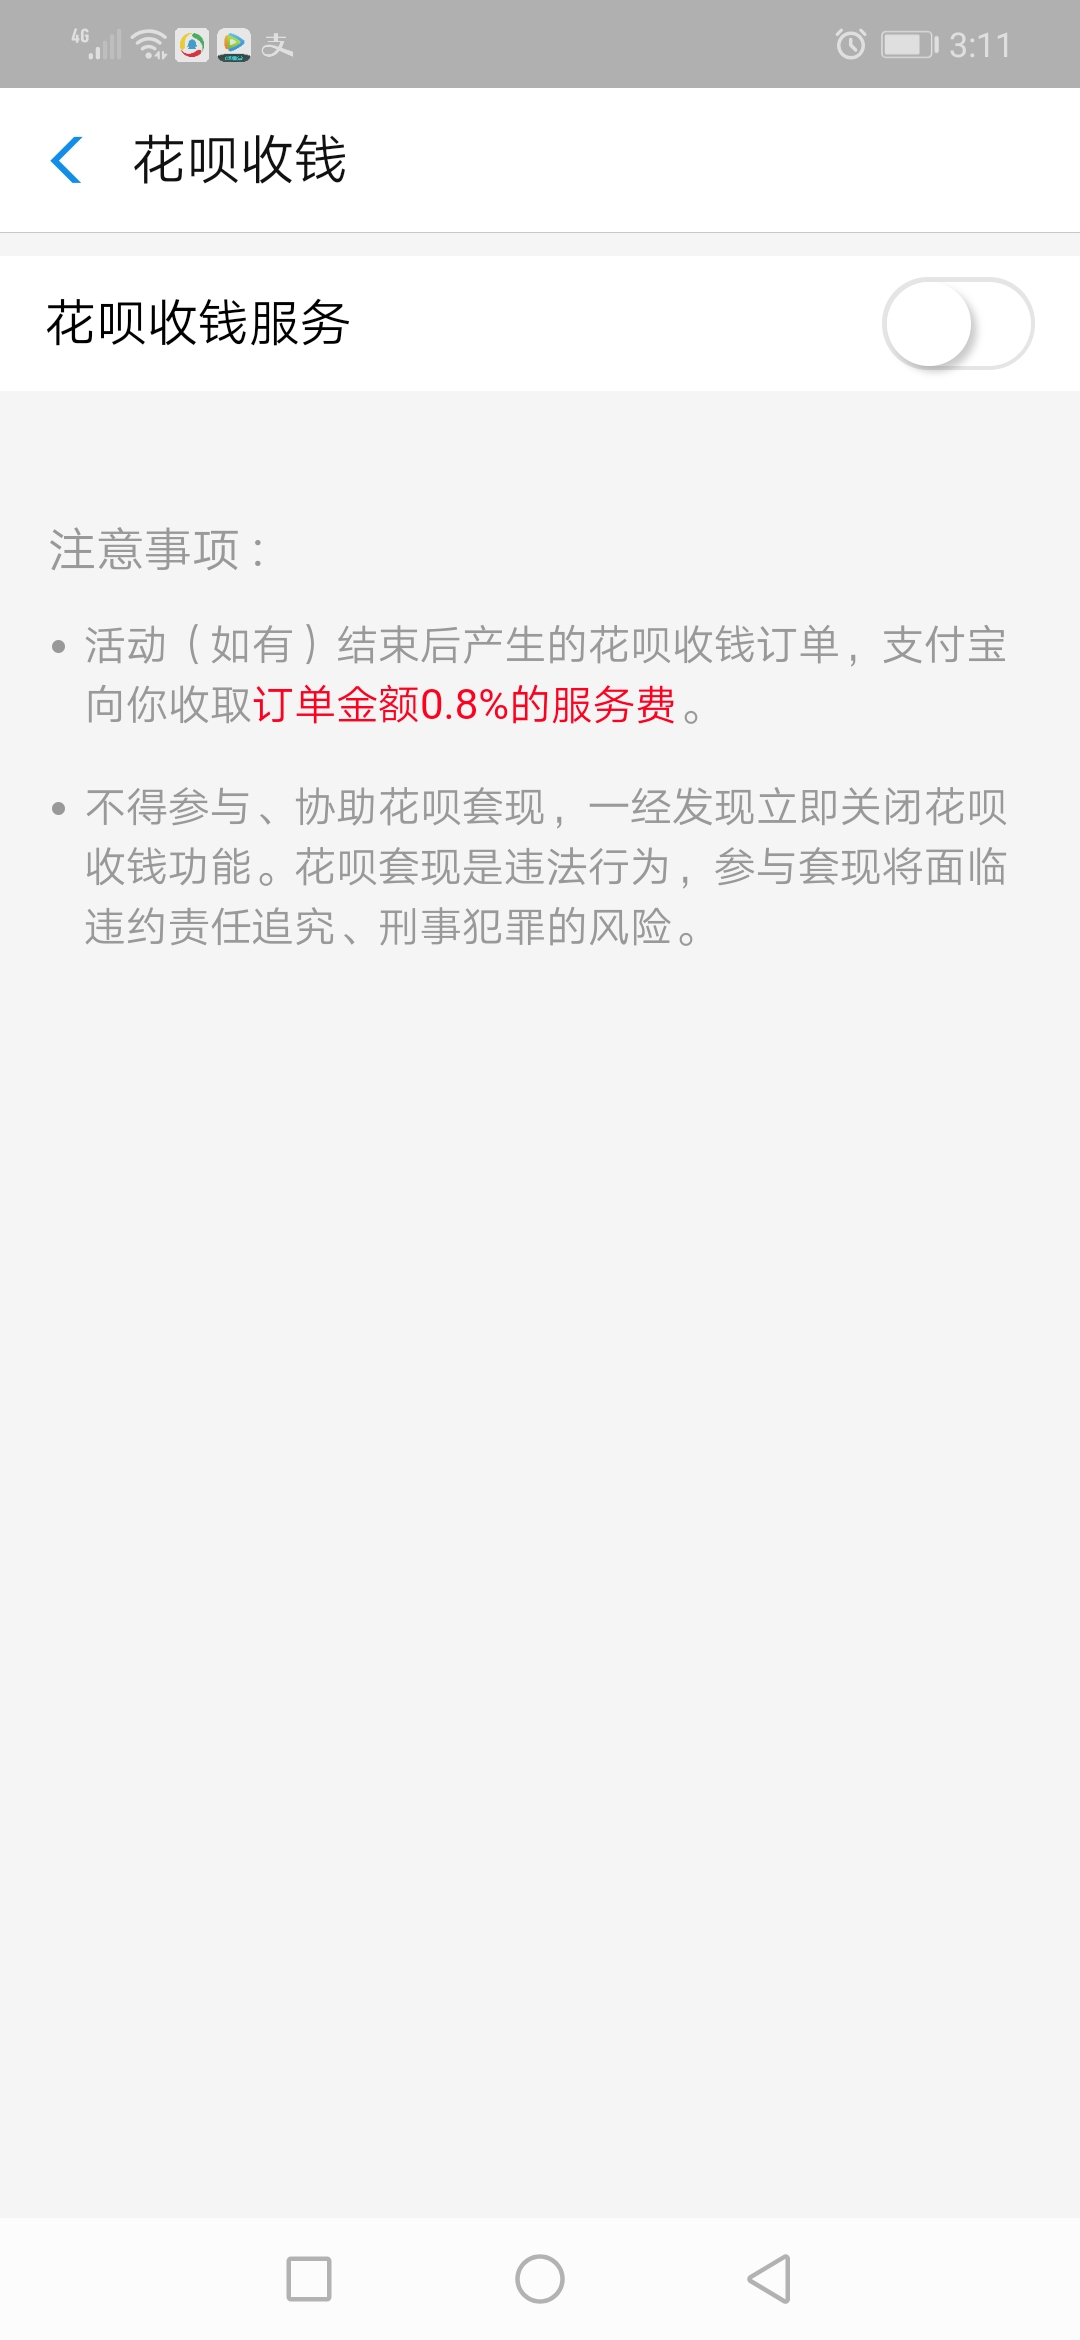 4G
3:11
花呗收钱
花呗收钱服务
注意事项：
• 活动（如有）结束后产生的花呗收钱订单，支付宝
向你收取订单金额0.8%的服务费。
• 不得参与、协助花呗套现，一经发现立即关闭花呗
收钱功能。花呗套现是违法行为，参与套现将面临
违约责任追究、刑事犯罪的风险。